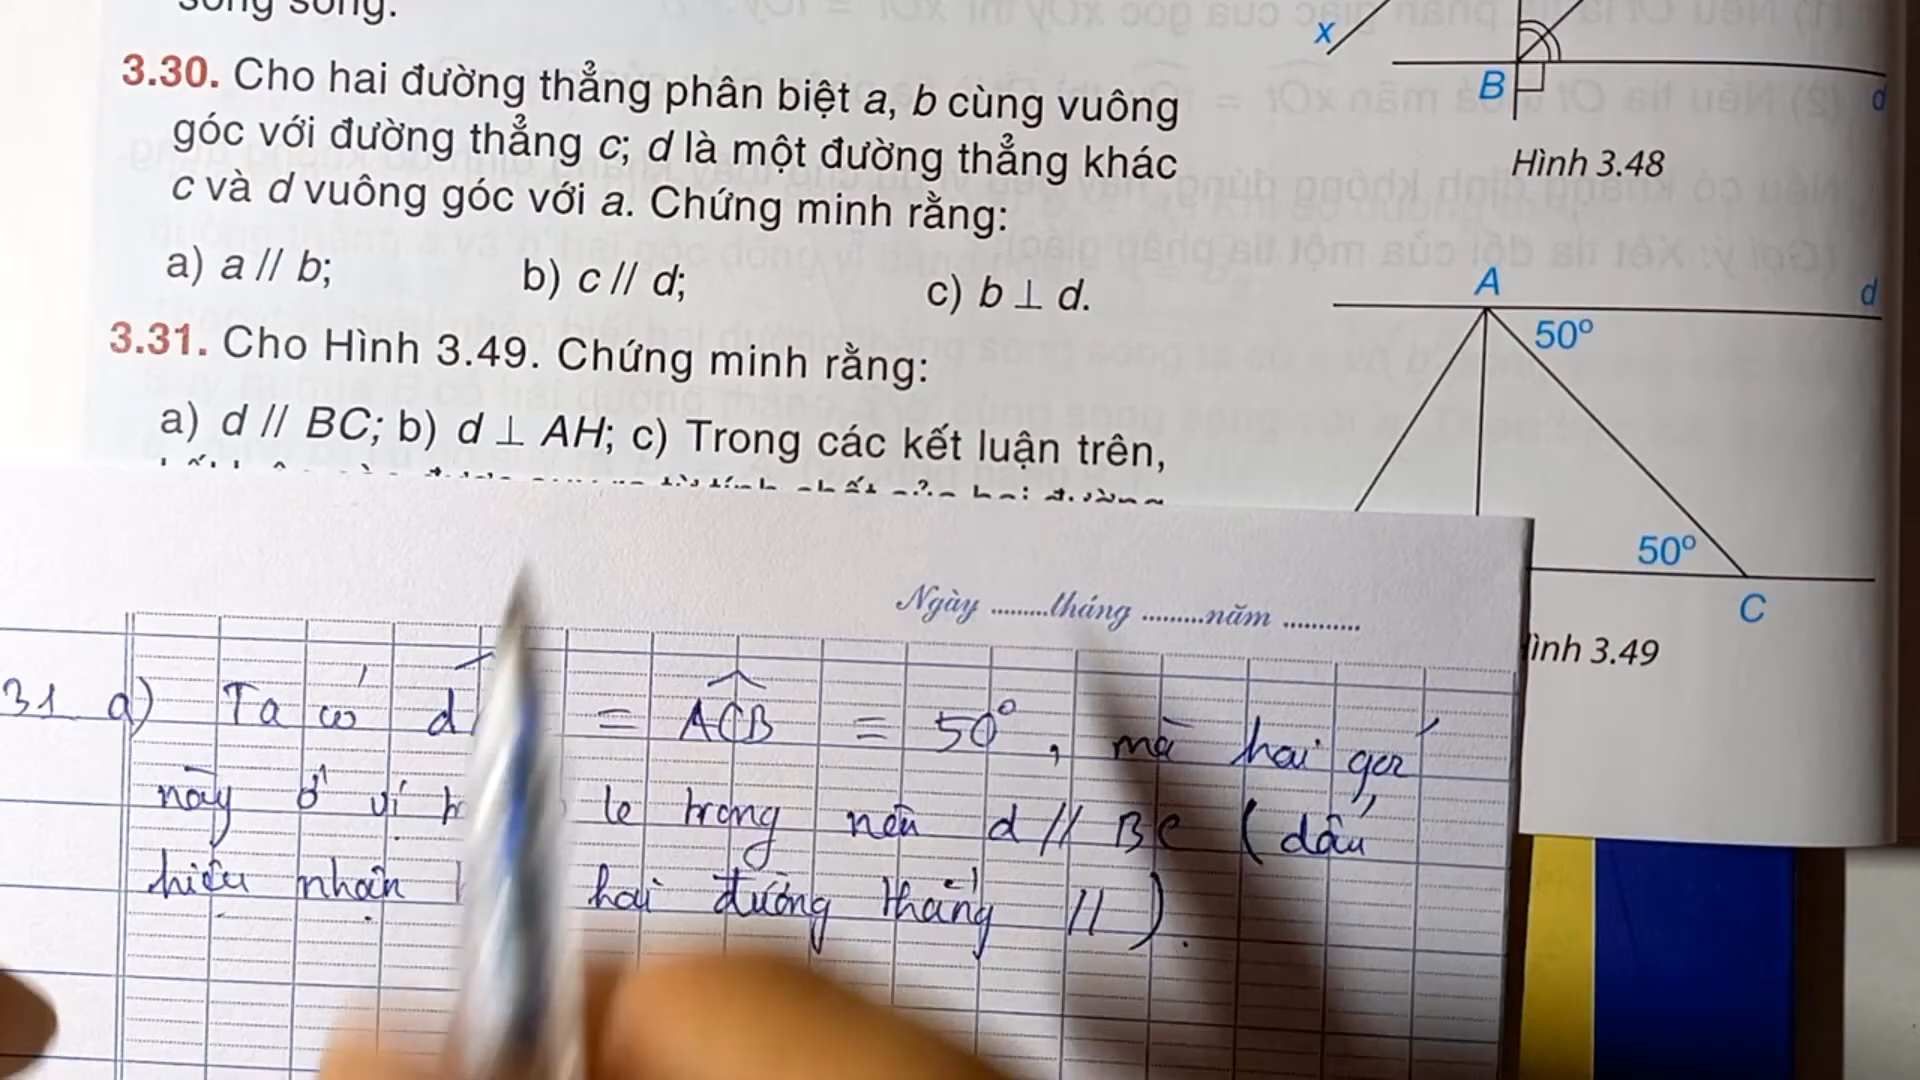 song song.
3.30. Cho hai đường thẳng phân biệt a, b cùng vuông
góc với đường thẳng c; d là một đường thẳng khác
c và d vuông góc với a. Chứng minh rằng:
a) a // b; b) c // d; c) b ⊥ d.
3.31. Cho Hình 3.49. Chứng minh rằng:
a) d // BC; b) d ⊥ AH; c) Trong các kết luận trên,
x
B
d
Hình 3.48
A
d
50°
50°
C
ình 3.49
Ngày .........tháng .........năm ...........
31 a) Ta có = ACB = 50°, mà hai góc
này ở vị le trong nên d // BC (dấu
hiệu nhận hai đường thẳng //).